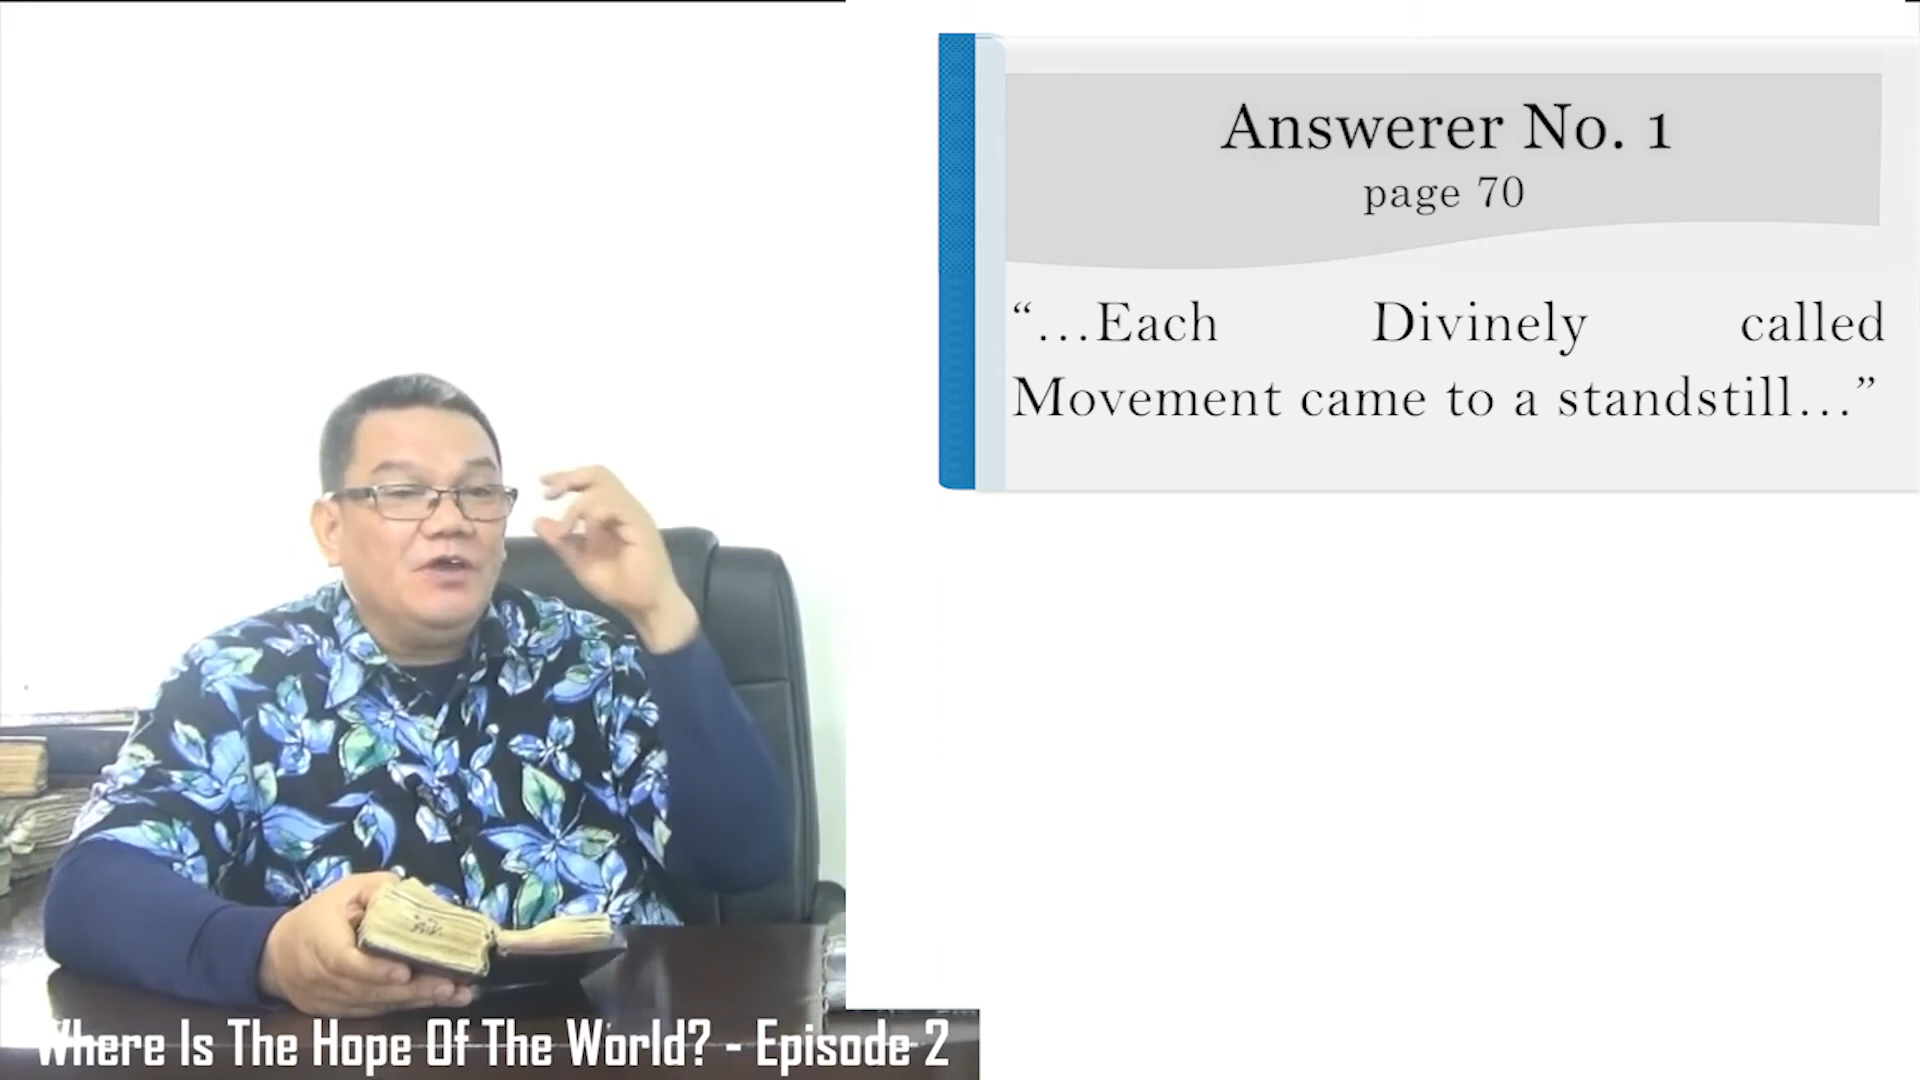 Answerer No. 1
page 70
“…Each Divinely called
Movement came to a standstill…”
Where Is The Hope Of The World? - Episode 2